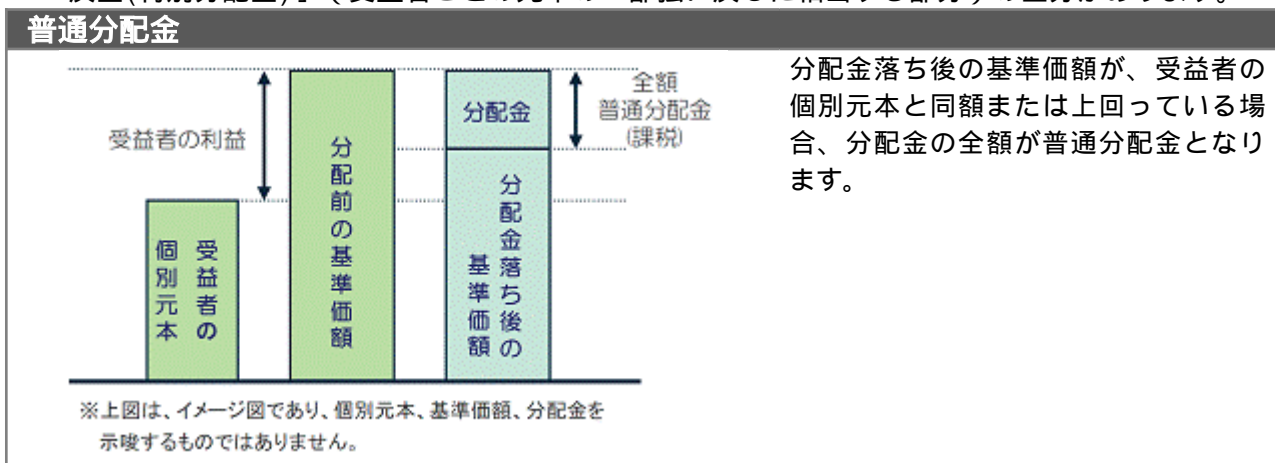 普通分配金
分配金落ち後の基準価額が、受益者の
個別元本と同額または上回っている場
合、分配金の全額が普通分配金となり
ます。
受益者の利益
受益者の
個別元本
分配前の基準価額
分配金
分配金落ち後の
基準価額
全額
普通分配金
(課税)
※上図は、イメージ図であり、個別元本、基準価額、分配金を
示唆するものではありません。